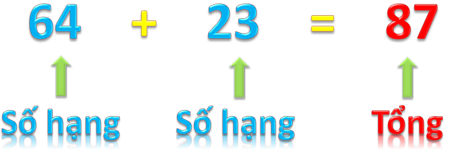 64 + 23 = 87
Số hạng Số hạng Tổng